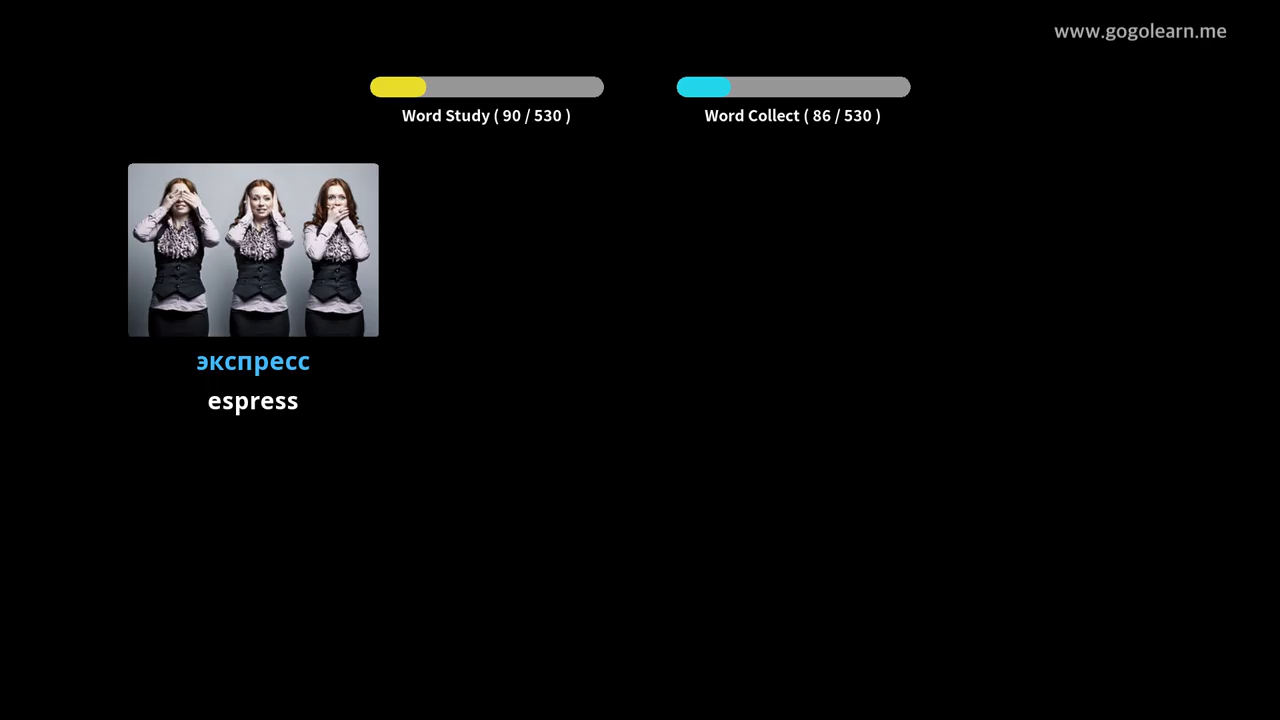 www.gogolearn.me
Word Study ( 90 / 530 )
Word Collect ( 86 / 530 )
экспресс
espress